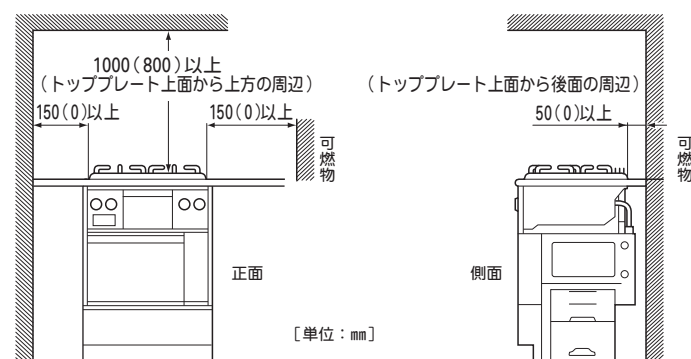 1000(800)以上
(トッププレート上面から上方の周辺)
150(0)以上
150(0)以上
可燃物
正面
(トッププレート上面から後面の周辺)
50(0)以上
可燃物
側面
[単位:㎜]